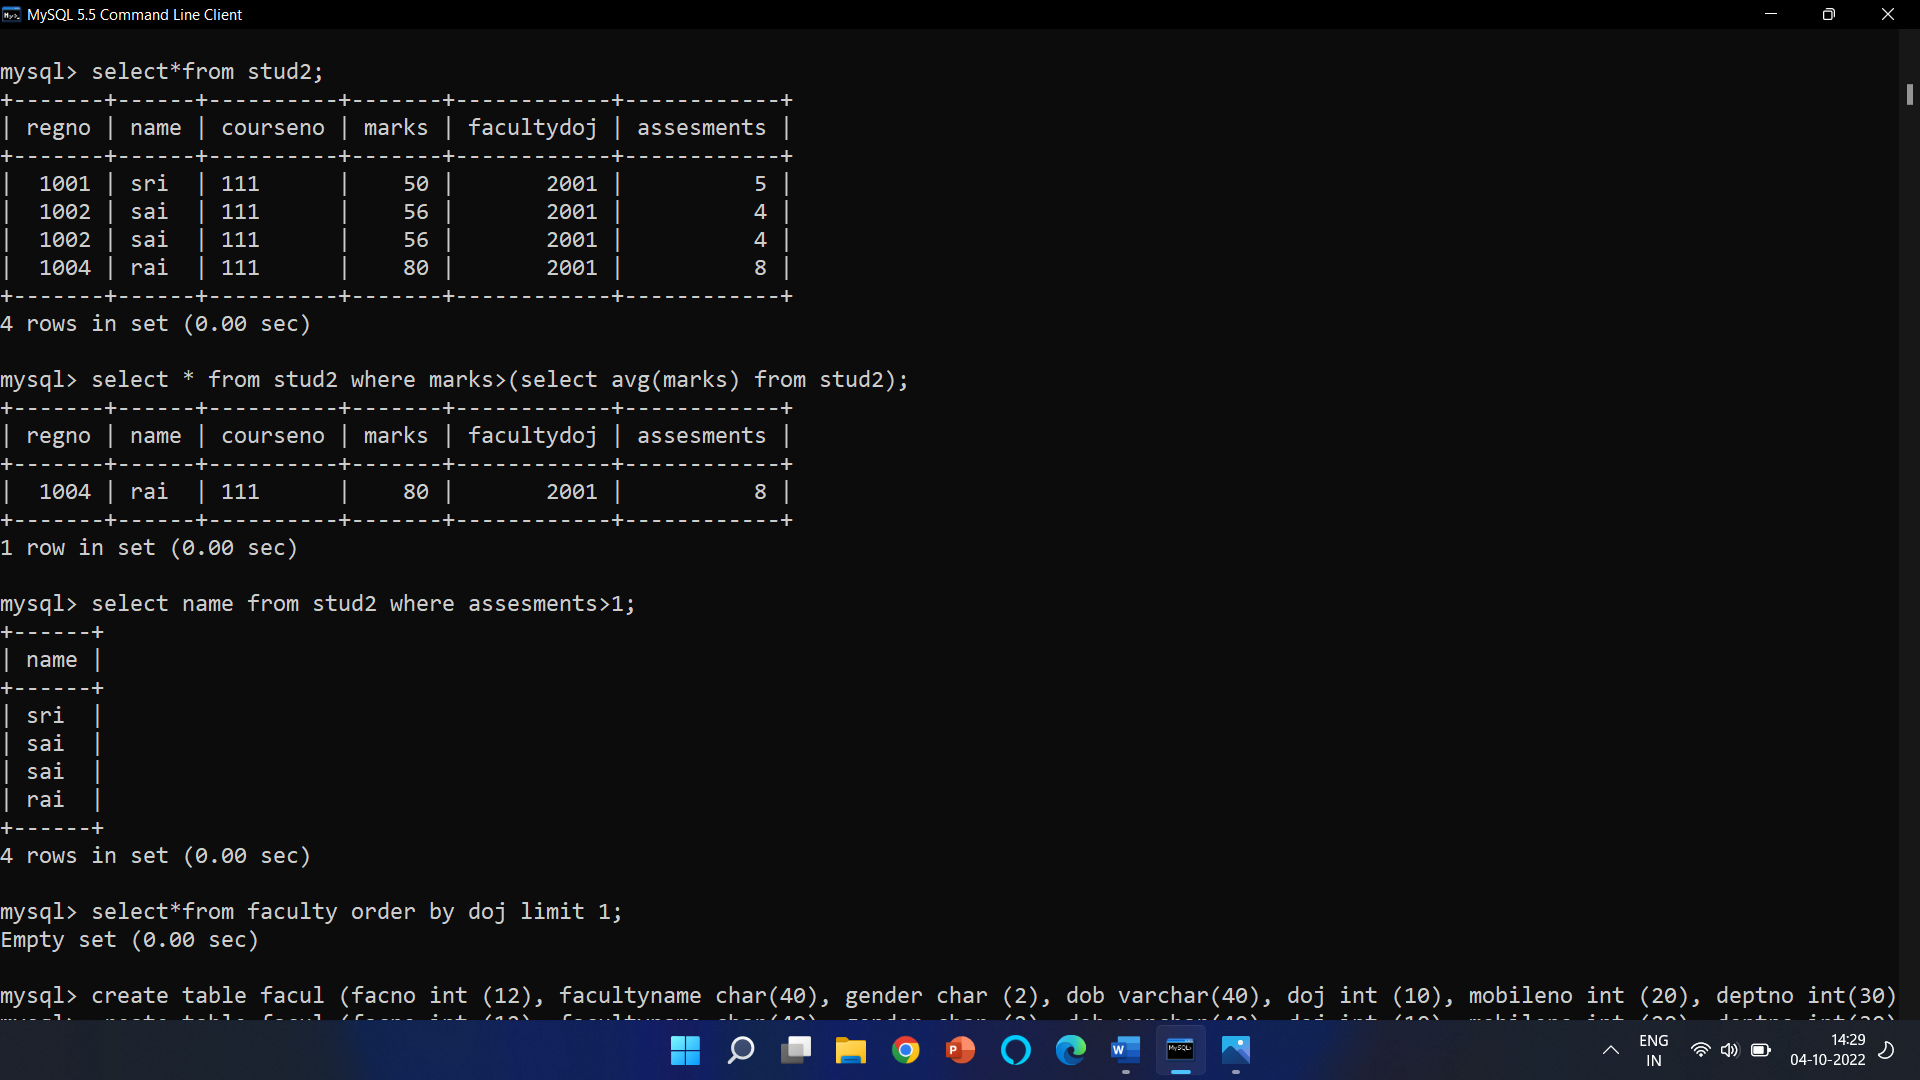 MySQL 5.5 Command Line Client
mysql> select*from stud2;
+-------+------+----------+-------+------------+------------+
| regno | name | courseno | marks | facultydoj | assesments |
+-------+------+----------+-------+------------+------------+
|  1001 | sri  | 111      |    50 |       2001 |          5 |
|  1002 | sai  | 111      |    56 |       2001 |          4 |
|  1002 | sai  | 111      |    56 |       2001 |          4 |
|  1004 | rai  | 111      |    80 |       2001 |          8 |
+-------+------+----------+-------+------------+------------+
4 rows in set (0.00 sec)
mysql> select * from stud2 where marks>(select avg(marks) from stud2);
+-------+------+----------+-------+------------+------------+
| regno | name | courseno | marks | facultydoj | assesments |
+-------+------+----------+-------+------------+------------+
|  1004 | rai  | 111      |    80 |       2001 |          8 |
+-------+------+----------+-------+------------+------------+
1 row in set (0.00 sec)
mysql> select name from stud2 where assesments>1;
+------+
| name |
+------+
| sri  |
| sai  |
| sai  |
| rai  |
+------+
4 rows in set (0.00 sec)
mysql> select*from faculty order by doj limit 1;
Empty set (0.00 sec)
mysql> create table facul (facno int (12), facultyname char(40), gender char (2), dob varchar(40), doj int (10), mobileno int (20), deptno int(30)
ENG
IN
14:29
04-10-2022